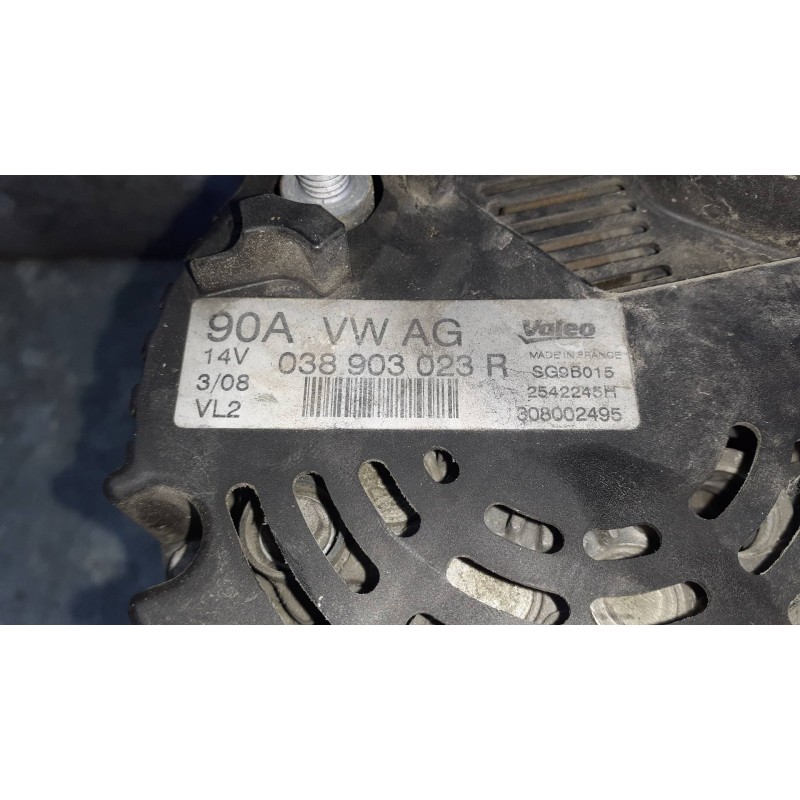 90A VW AG Valeo
14V 038 903 023 R MADE IN FRANCE
3/08 SG9B015
VL2 2542245H
308002495